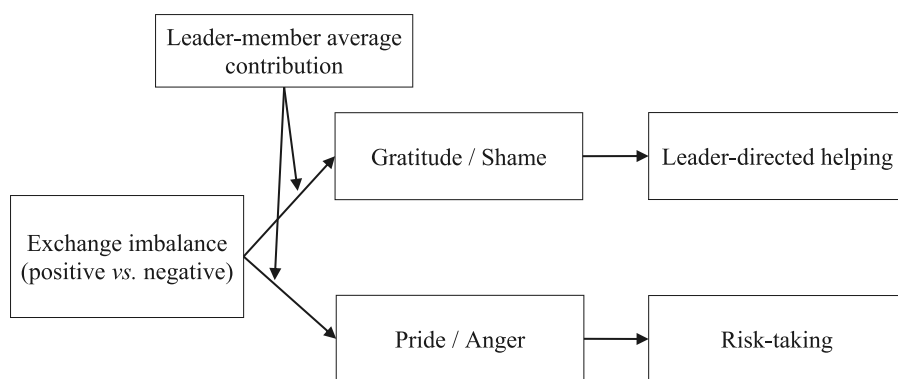 Leader-member average
contribution
Gratitude / Shame
Leader-directed helping
Exchange imbalance
(positive vs. negative)
Pride / Anger
Risk-taking